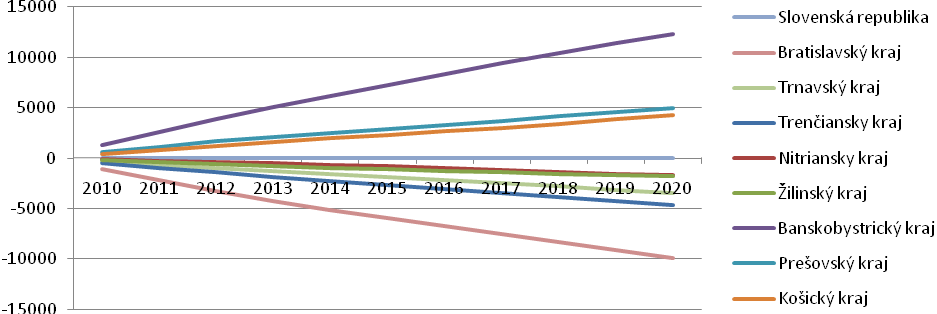 15000
10000
5000
0
-5000
-10000
-15000
2010 2011 2012 2013 2014 2015 2016 2017 2018 2019 2020
Slovenská republika
Bratislavský kraj
Trnavský kraj
Trenčiansky kraj
Nitriansky kraj
Žilinský kraj
Banskobystrický kraj
Prešovský kraj
Košický kraj